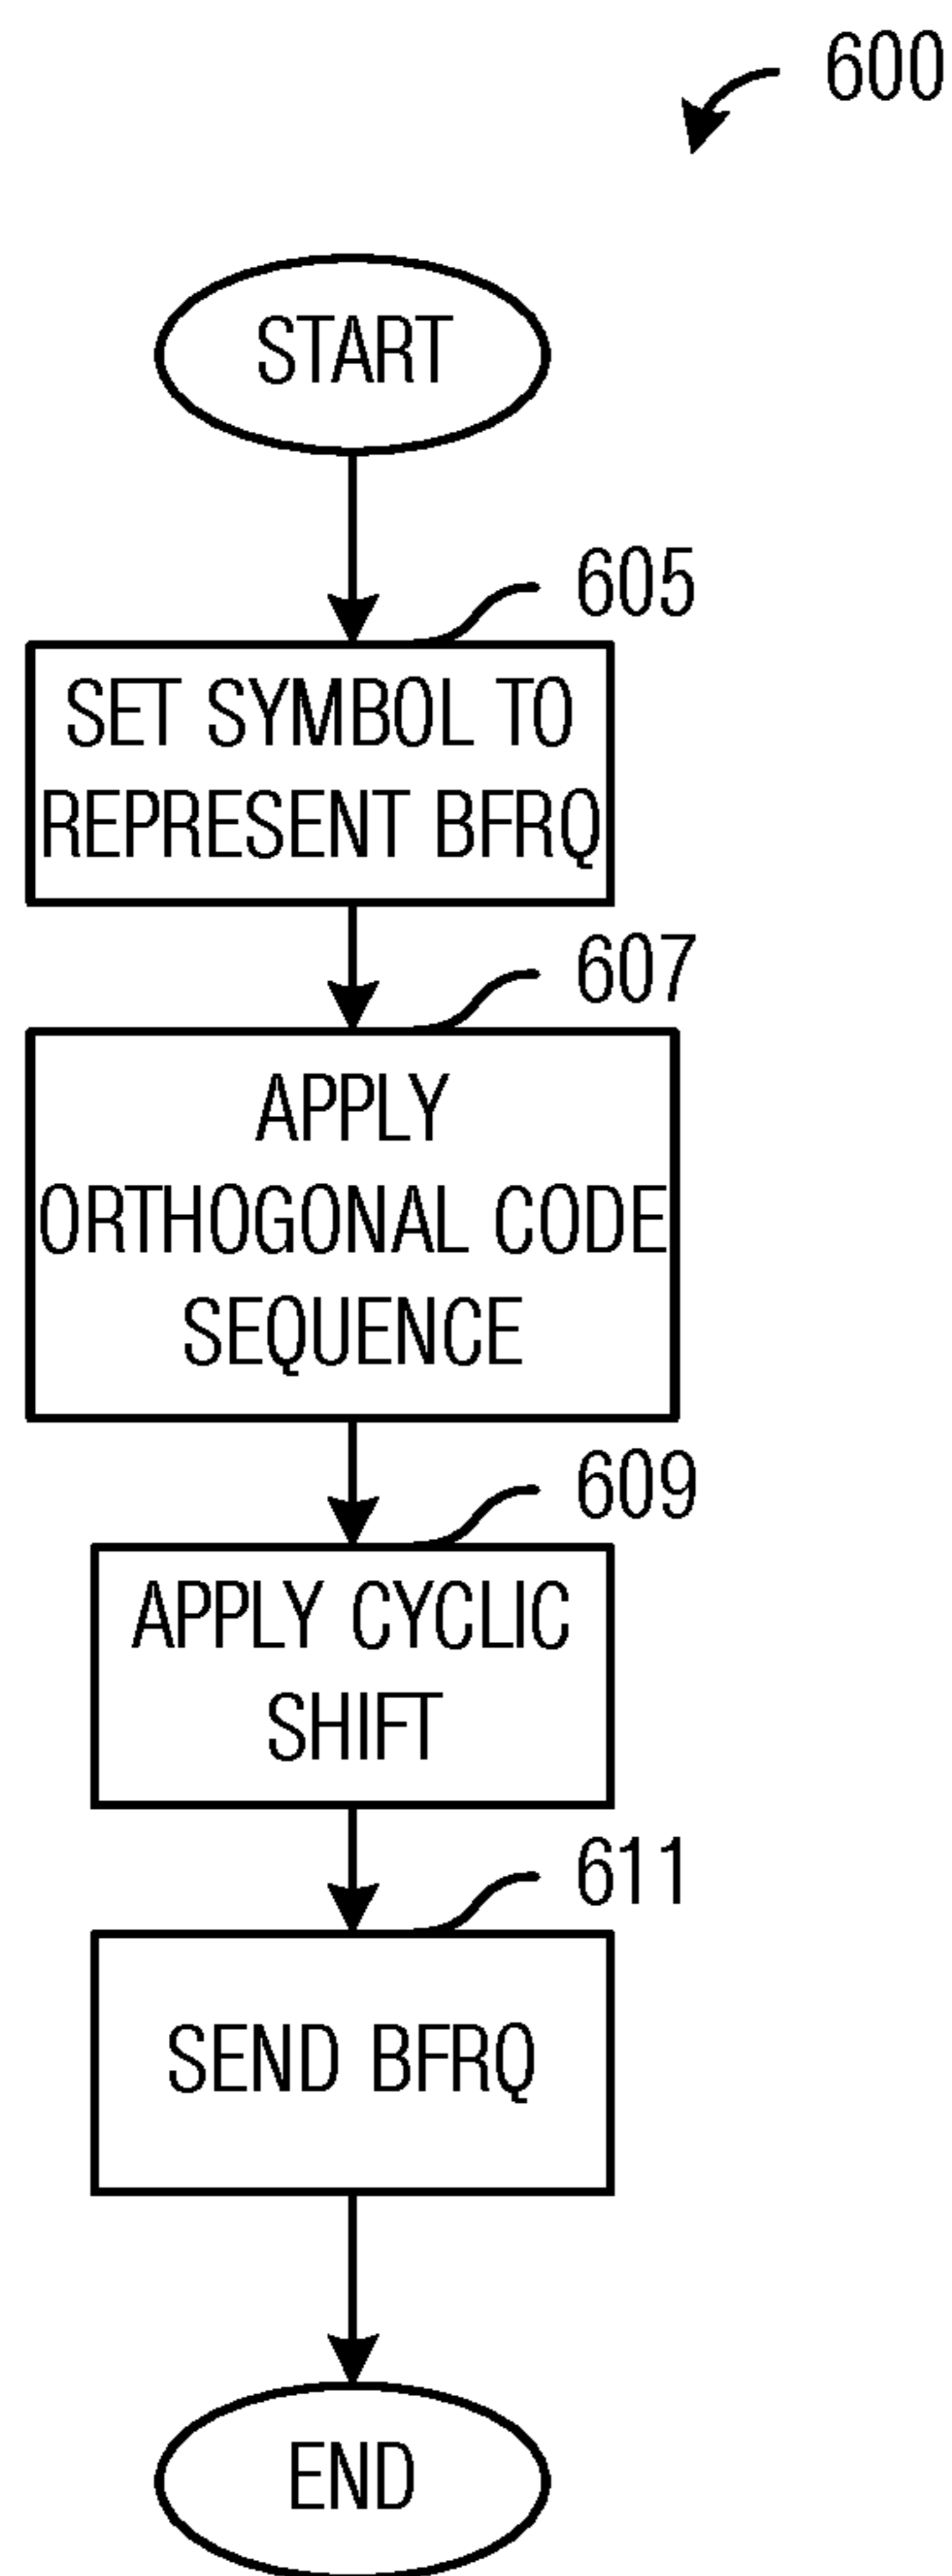 600
START
605
SET SYMBOL TO
REPRESENT BFRQ
607
APPLY
ORTHOGONAL CODE
SEQUENCE
609
APPLY CYCLIC
SHIFT
611
SEND BFRQ
END